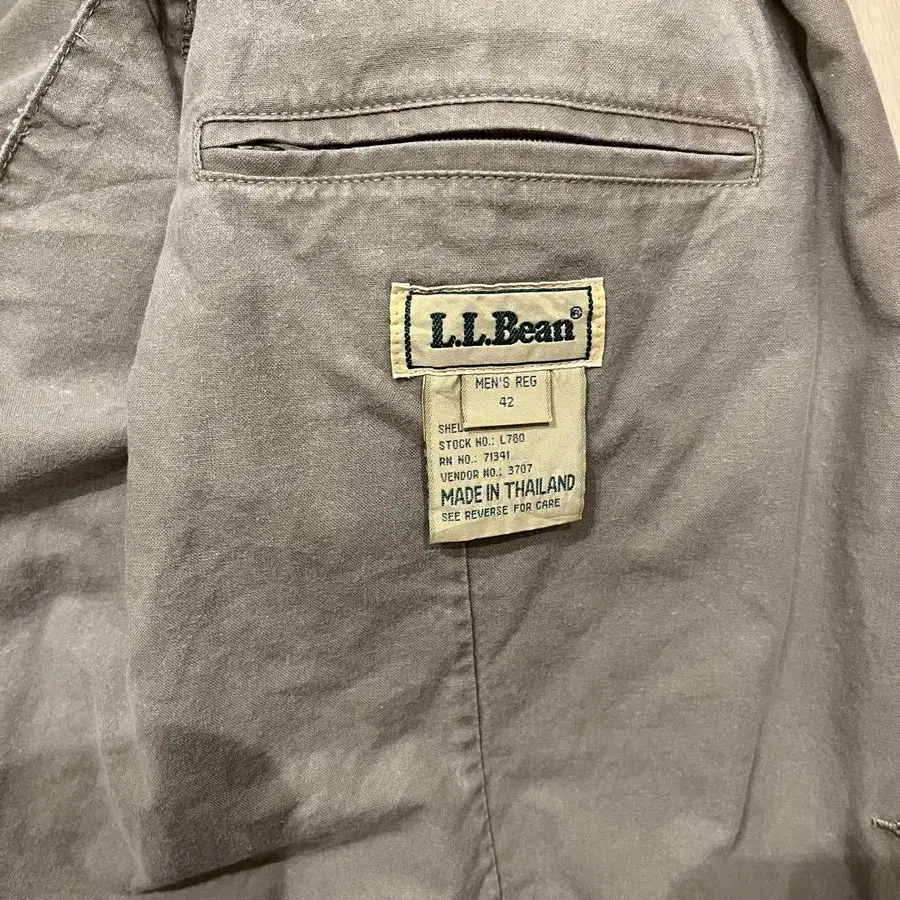 L.L.Bean®
MEN'S REG
42
STOCK NO.: L780
RN NO.: 71341
VENDOR NO.: 3707
MADE IN THAILAND
SEE REVERSE FOR CARE